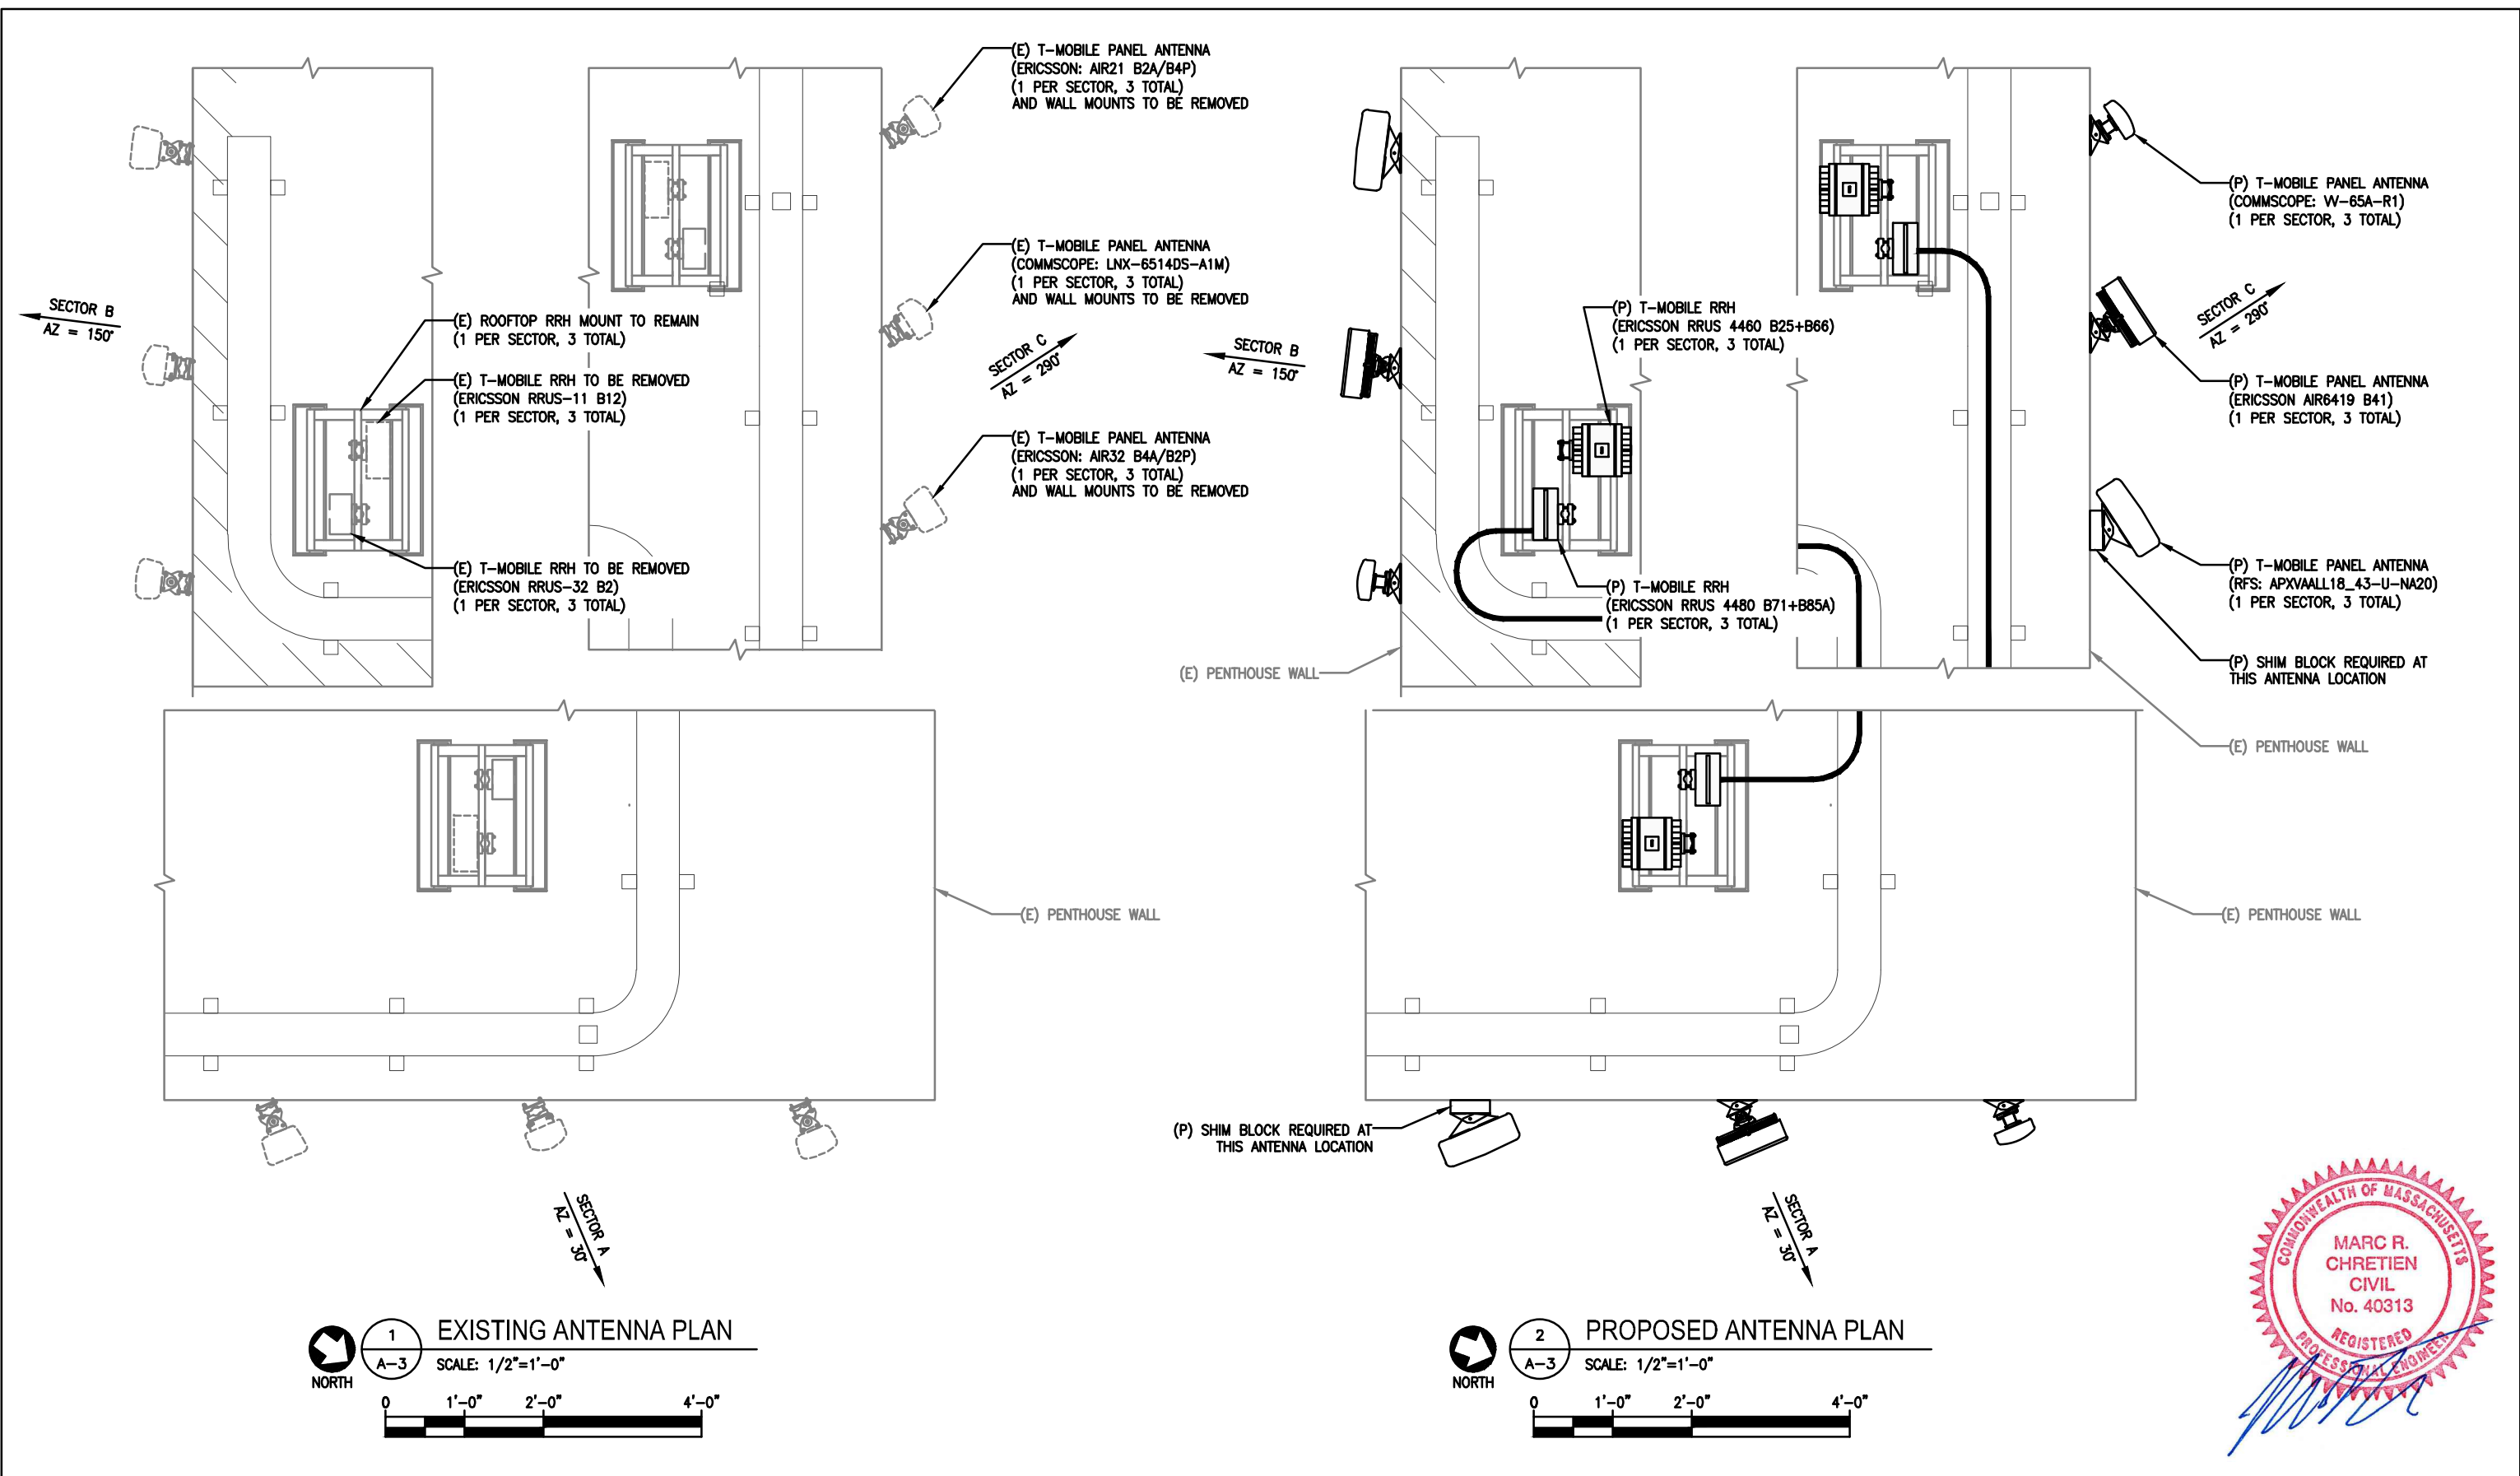 (E) T-MOBILE PANEL ANTENNA
(ERICSSON: AIR21 B2A/B4P)
(1 PER SECTOR, 3 TOTAL)
AND WALL MOUNTS TO BE REMOVED
(E) T-MOBILE PANEL ANTENNA
(COMMSCOPE: LNX-6514DS-A1M)
(1 PER SECTOR, 3 TOTAL)
AND WALL MOUNTS TO BE REMOVED
SECTOR B
AZ = 150°
(E) ROOFTOP RRH MOUNT TO REMAIN
(1 PER SECTOR, 3 TOTAL)
SECTOR C
AZ = 290°
(E) T-MOBILE RRH TO BE REMOVED
(ERICSSON RRUS-11 B12)
(1 PER SECTOR, 3 TOTAL)
(E) T-MOBILE PANEL ANTENNA
(ERICSSON: AIR32 B4A/B2P)
(1 PER SECTOR, 3 TOTAL)
AND WALL MOUNTS TO BE REMOVED
(E) T-MOBILE RRH TO BE REMOVED
(ERICSSON RRUS-32 B2)
(1 PER SECTOR, 3 TOTAL)
(E) PENTHOUSE WALL
SECTOR A
AZ = 30°
NORTH
1
A-3
EXISTING ANTENNA PLAN
SCALE: 1/2"=1'-0"
0 1'-0" 2'-0" 4'-0"
(P) T-MOBILE PANEL ANTENNA
(COMMSCOPE: VV-65A-R1)
(1 PER SECTOR, 3 TOTAL)
SECTOR C
AZ = 290°
(P) T-MOBILE RRH
(ERICSSON RRUS 4460 B25+B66)
(1 PER SECTOR, 3 TOTAL)
SECTOR B
AZ = 150°
(P) T-MOBILE PANEL ANTENNA
(ERICSSON AIR6419 B41)
(1 PER SECTOR, 3 TOTAL)
(P) T-MOBILE PANEL ANTENNA
(RFS: APXVAALL18_43-U-NA20)
(1 PER SECTOR, 3 TOTAL)
(P) T-MOBILE RRH
(ERICSSON RRUS 4480 B71+B85A)
(1 PER SECTOR, 3 TOTAL)
(E) PENTHOUSE WALL
(P) SHIM BLOCK REQUIRED AT
THIS ANTENNA LOCATION
(E) PENTHOUSE WALL
(E) PENTHOUSE WALL
(P) SHIM BLOCK REQUIRED AT
THIS ANTENNA LOCATION
SECTOR A
AZ = 30°
NORTH
2
A-3
PROPOSED ANTENNA PLAN
SCALE: 1/2"=1'-0"
0 1'-0" 2'-0" 4'-0"
COMMONWEALTH OF MASSACHUSETTS
MARC R.
CHRETIEN
CIVIL
No. 40313
REGISTERED
PROFESSIONAL ENGINEER